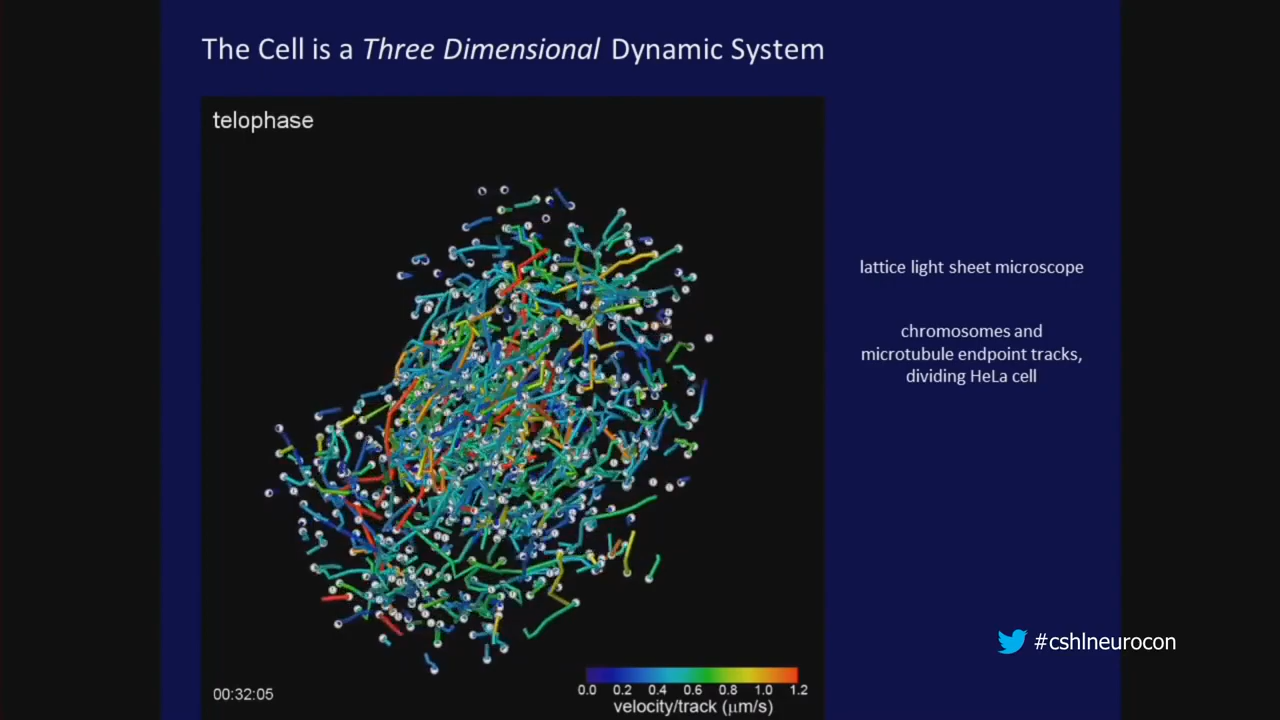 The Cell is a Three Dimensional Dynamic System
telophase
lattice light sheet microscope
chromosomes and
microtubule endpoint tracks,
dividing HeLa cell
#cshlneurocon
00:32:05
0.0 0.2 0.4 0.6 0.8 1.0 1.2
velocity/track (μm/s)